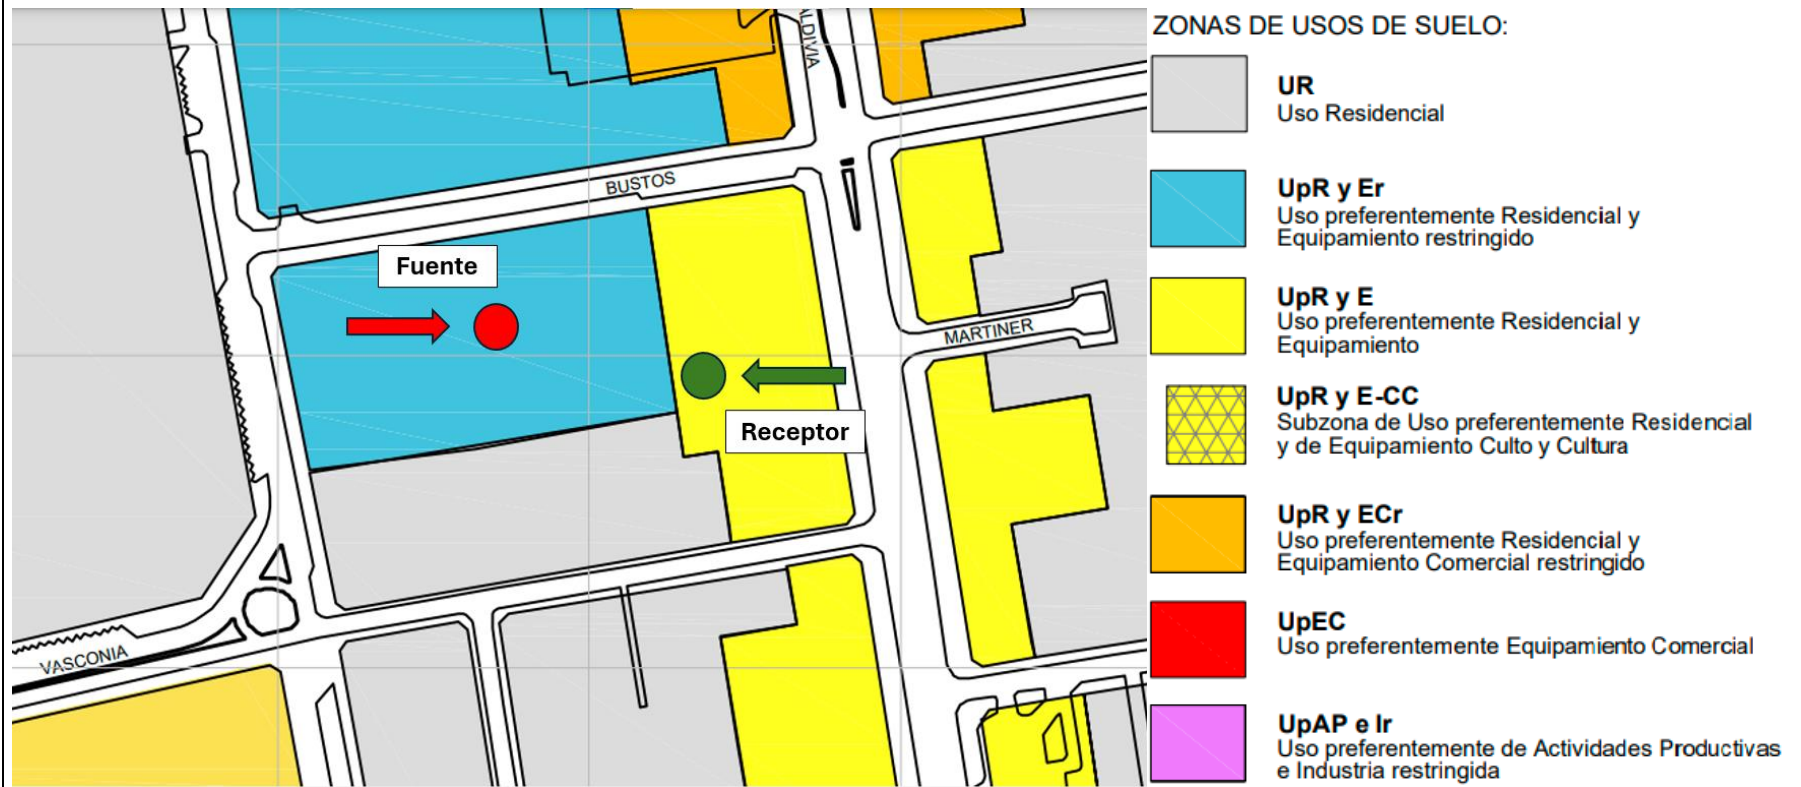 ALDIVIA
BUSTOS
Fuente
MARTINER
Receptor
VASCONIA
ZONAS DE USOS DE SUELO:
UR
Uso Residencial
UpR y Er
Uso preferentemente Residencial y
Equipamiento restringido
UpR y E
Uso preferentemente Residencial y
Equipamiento
UpR y E-CC
Subzona de Uso preferentemente Residencial
y de Equipamiento Culto y Cultura
UpR y ECr
Uso preferentemente Residencial y
Equipamiento Comercial restringido
UpEC
Uso preferentemente Equipamiento Comercial
UpAP e Ir
Uso preferentemente de Actividades Productivas
e Industria restringida